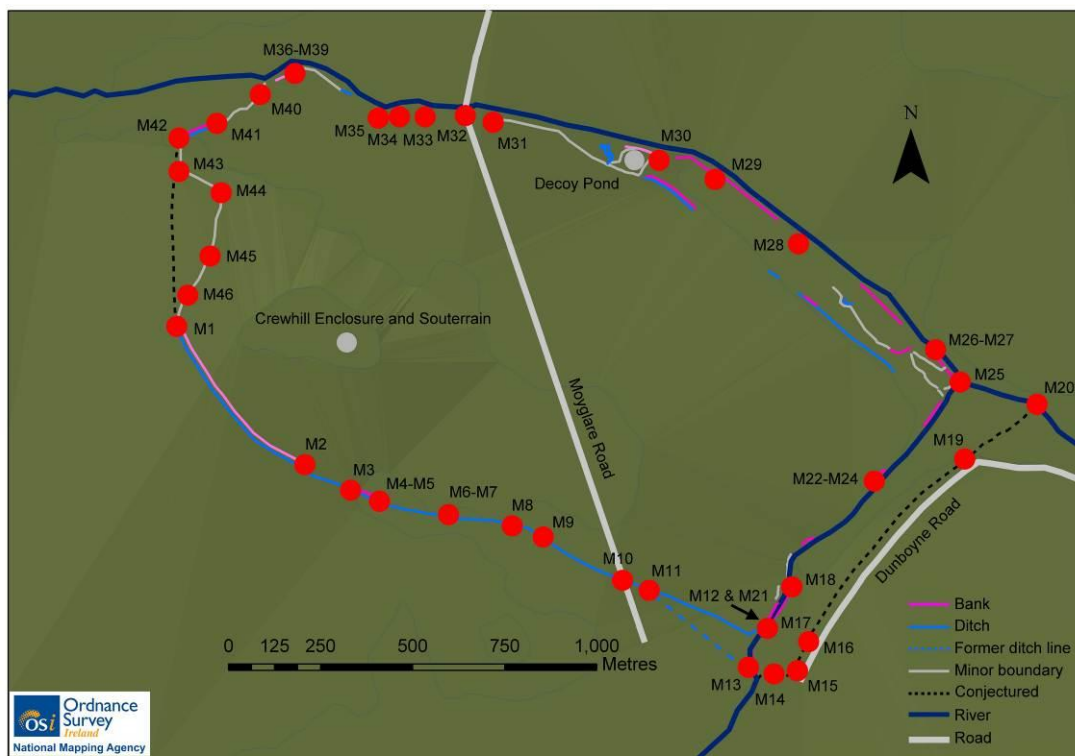 M36-M39
M40
M42
M41
M35
M34
M33
M32
M31
M30
M29
N
M43
M44
Decoy Pond
M28
M45
M46
M1
Crewhill Enclosure and Souterrain
Moyglare Road
M26-M27
M25
M20
M2
M3
M4-M5
M6-M7
M8
M9
M19
M22-M24
Dunboyne Road
M10
M11
M12 & M21
M18
M17
M16
M13
M14
M15
0 125 250 500 750 1,000
Metres
Bank
Ditch
Former ditch line
Minor boundary
Conjectured
River
Road
osi Ordnance
Survey
Ireland
National Mapping Agency